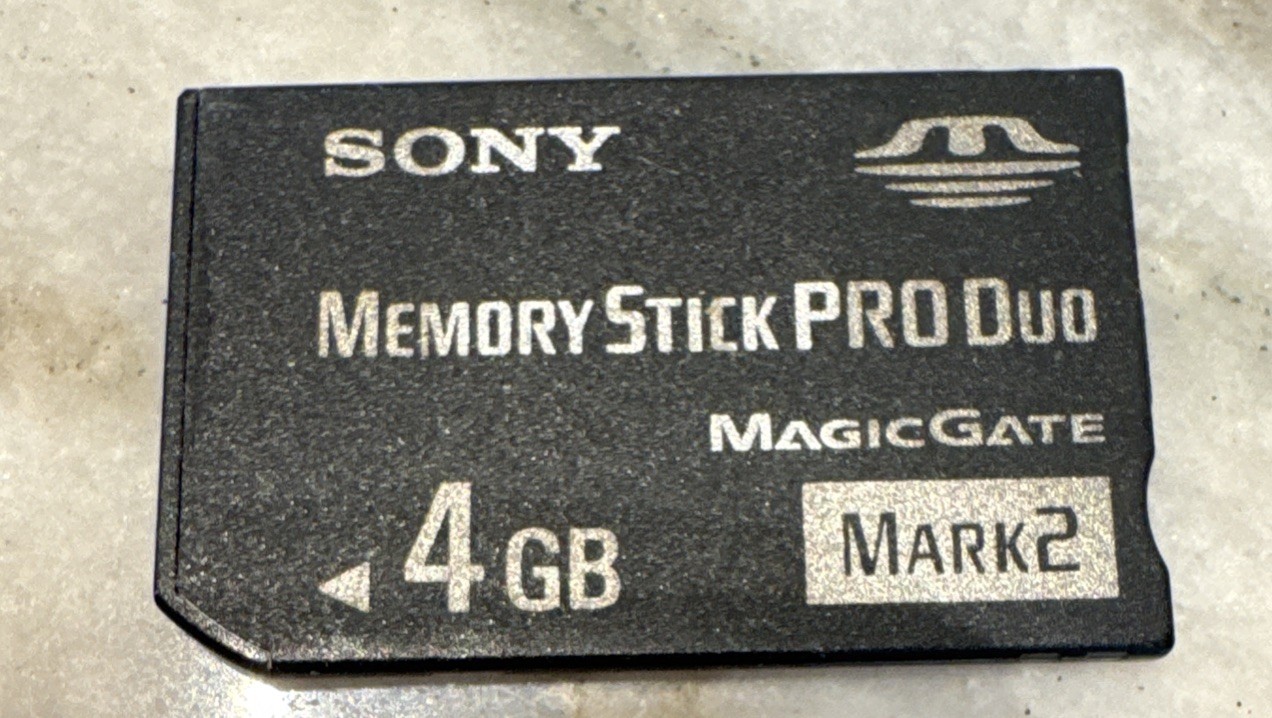 SONY
MEMORY STICK PRO DUO
MAGICGATE
4 GB
MARK2